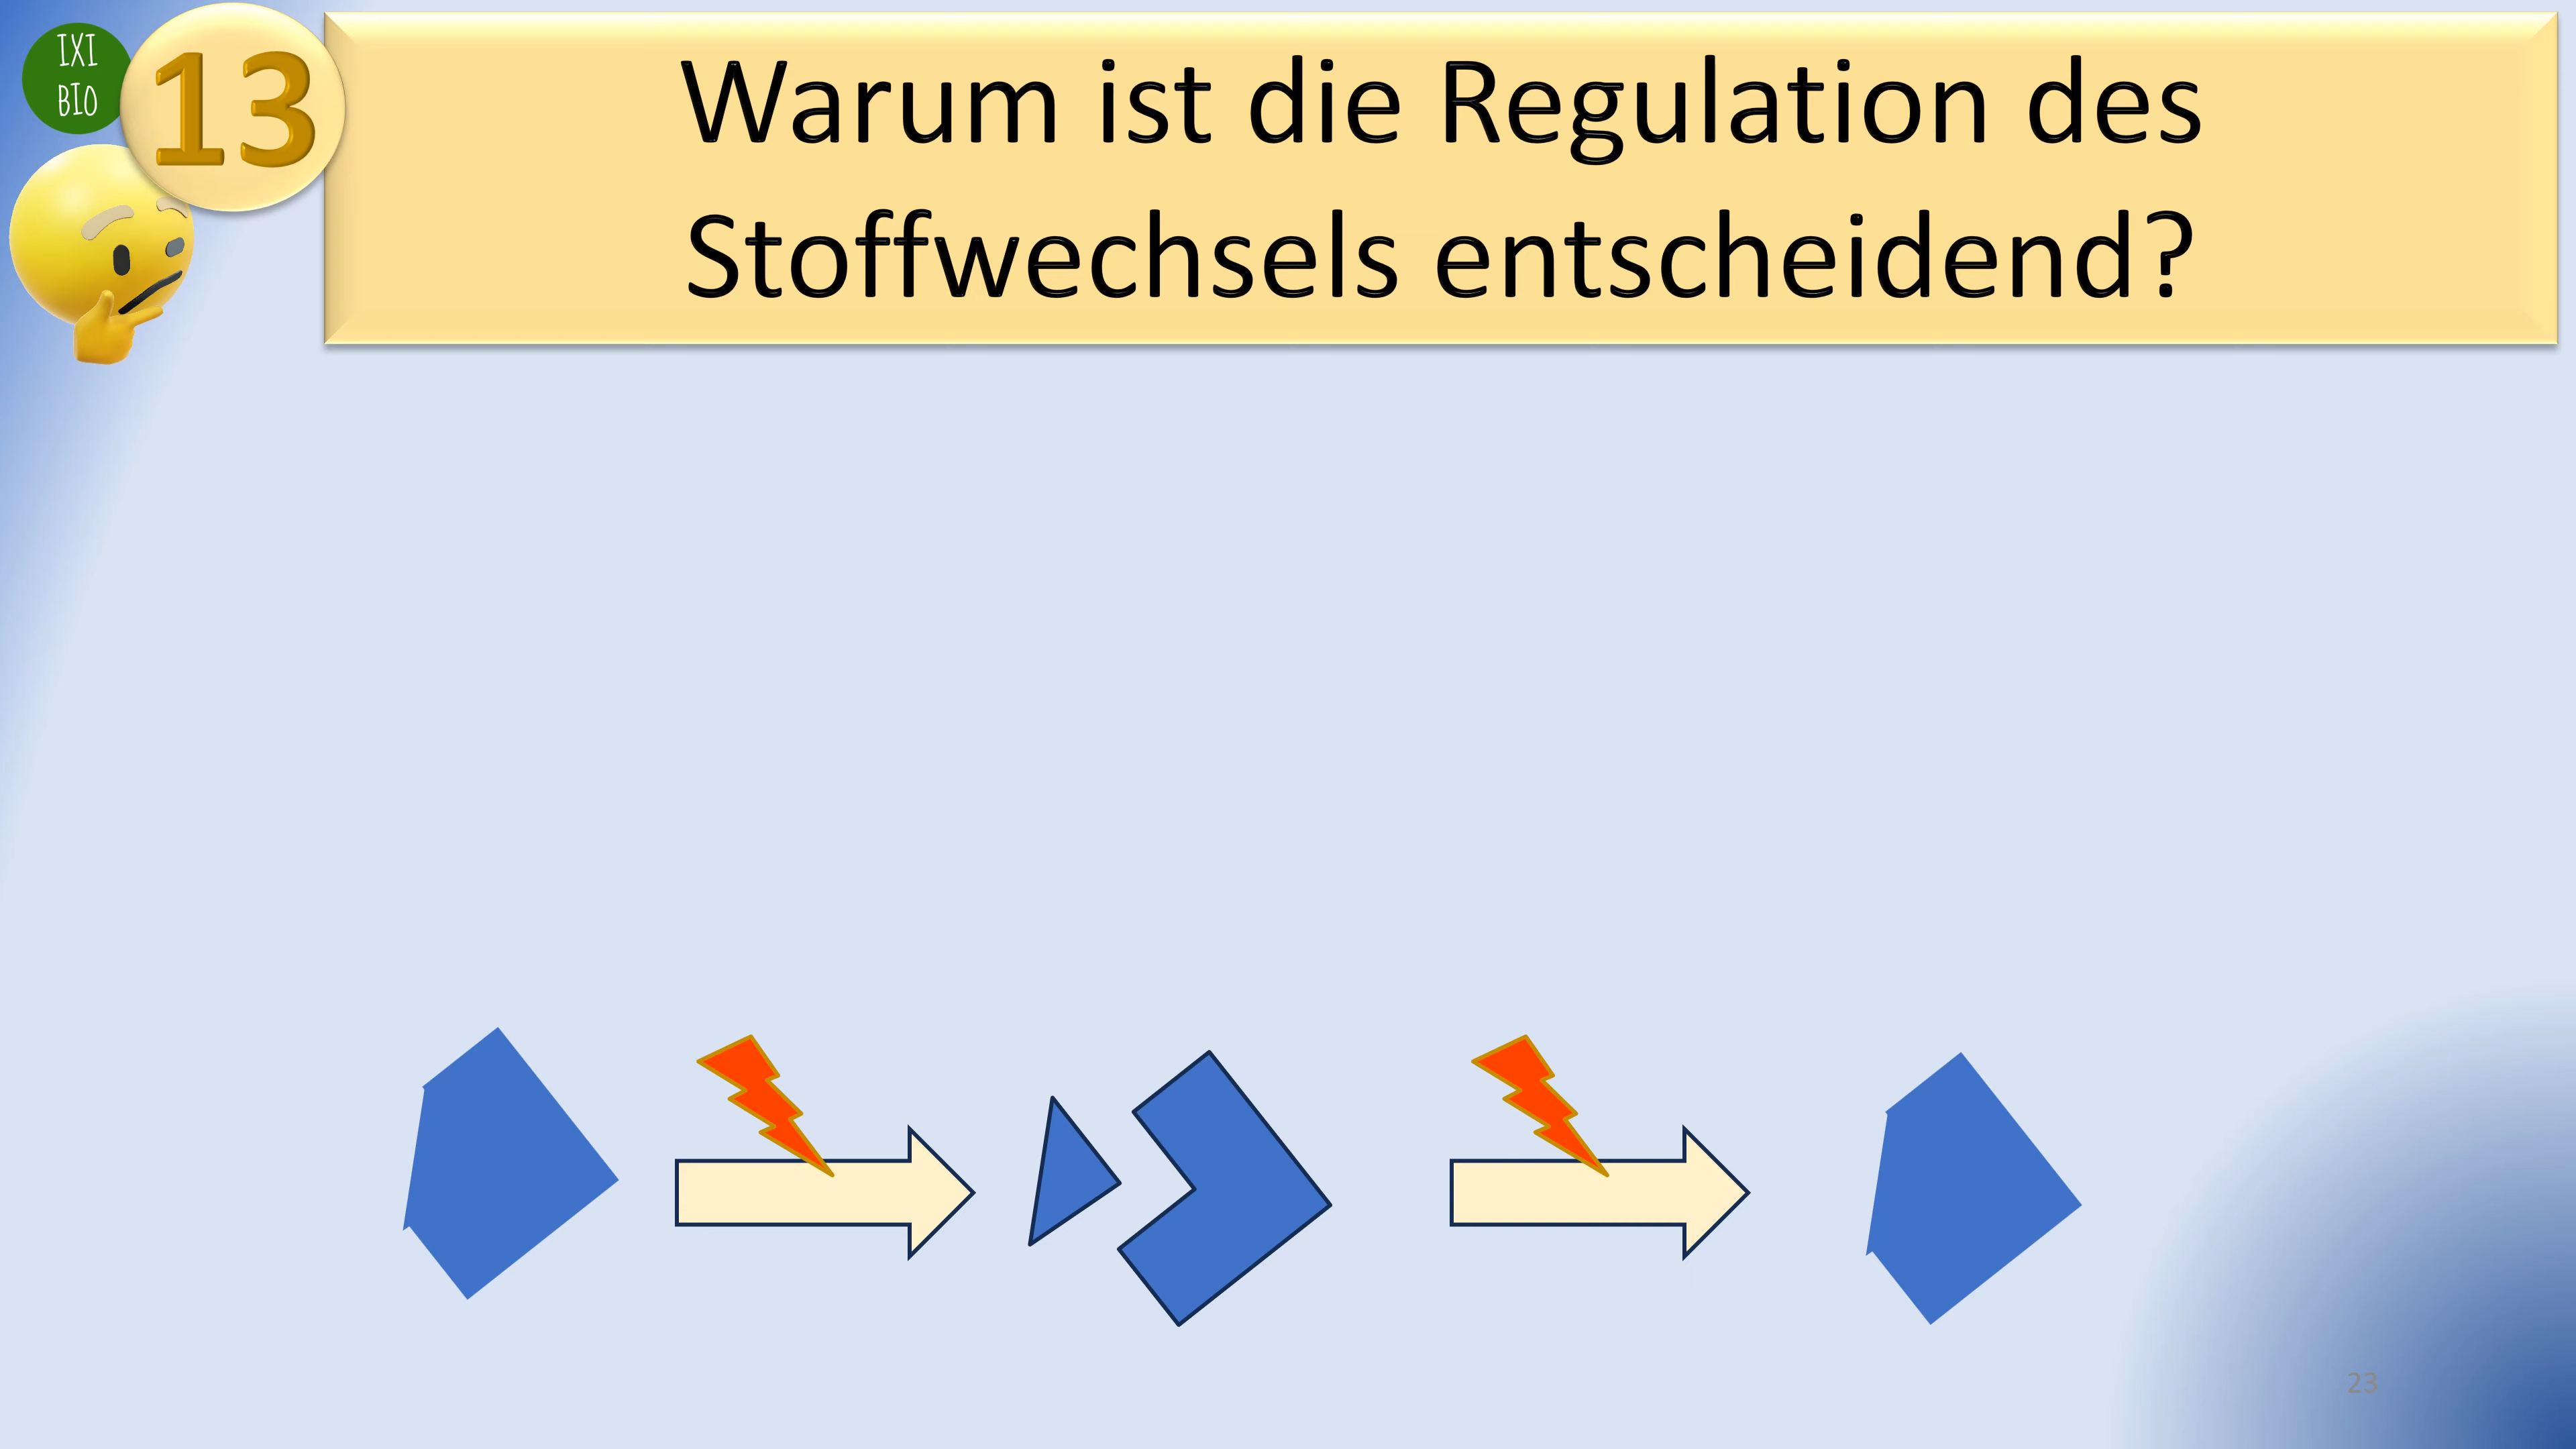 IXI
BIO
13
Warum ist die Regulation des
Stoffwechsels entscheidend?
23